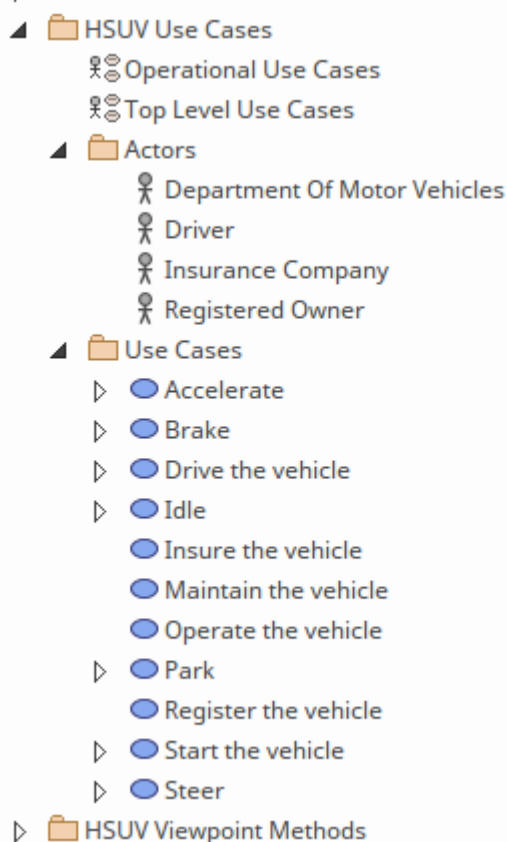 HSUV Use Cases
Operational Use Cases
Top Level Use Cases
Actors
Department Of Motor Vehicles
Driver
Insurance Company
Registered Owner
Use Cases
Accelerate
Brake
Drive the vehicle
Idle
Insure the vehicle
Maintain the vehicle
Operate the vehicle
Park
Register the vehicle
Start the vehicle
Steer
HSUV Viewpoint Methods